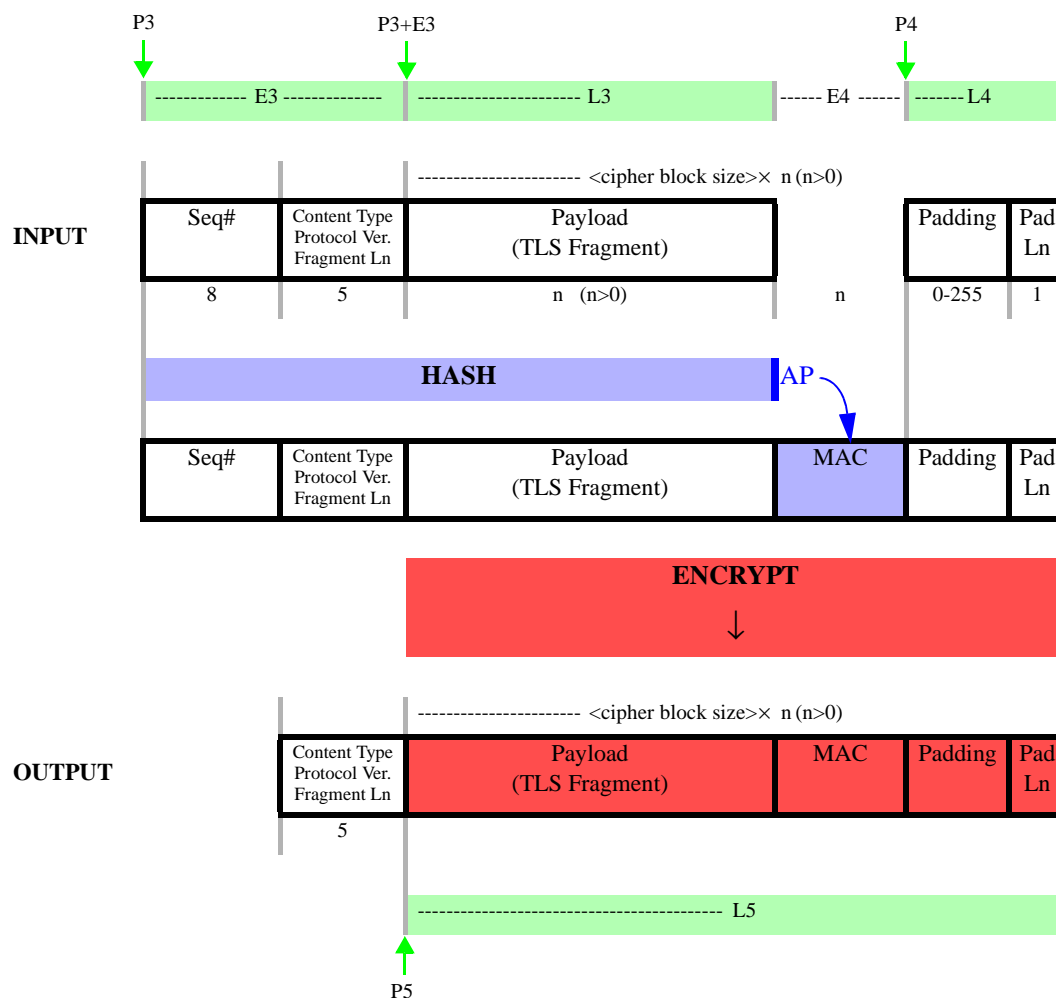 P3 P3+E3 P4
-------------- E3 -------------- ----------------------- L3 ------ E4 ------ ------- L4
----------------------- <cipher block size>× n (n>0)
INPUT
Seq# Content Type Payload Padding Pad
Protocol Ver. (TLS Fragment) Ln
Fragment Ln
8 5 n (n>0) n 0-255 1
HASH AP
Seq# Content Type Payload MAC Padding Pad
Protocol Ver. (TLS Fragment) Ln
Fragment Ln
ENCRYPT
↓
----------------------- <cipher block size>× n (n>0)
OUTPUT
Content Type Payload MAC Padding Pad
Protocol Ver. (TLS Fragment) Ln
Fragment Ln
5
------------------------------------------- L5
P5